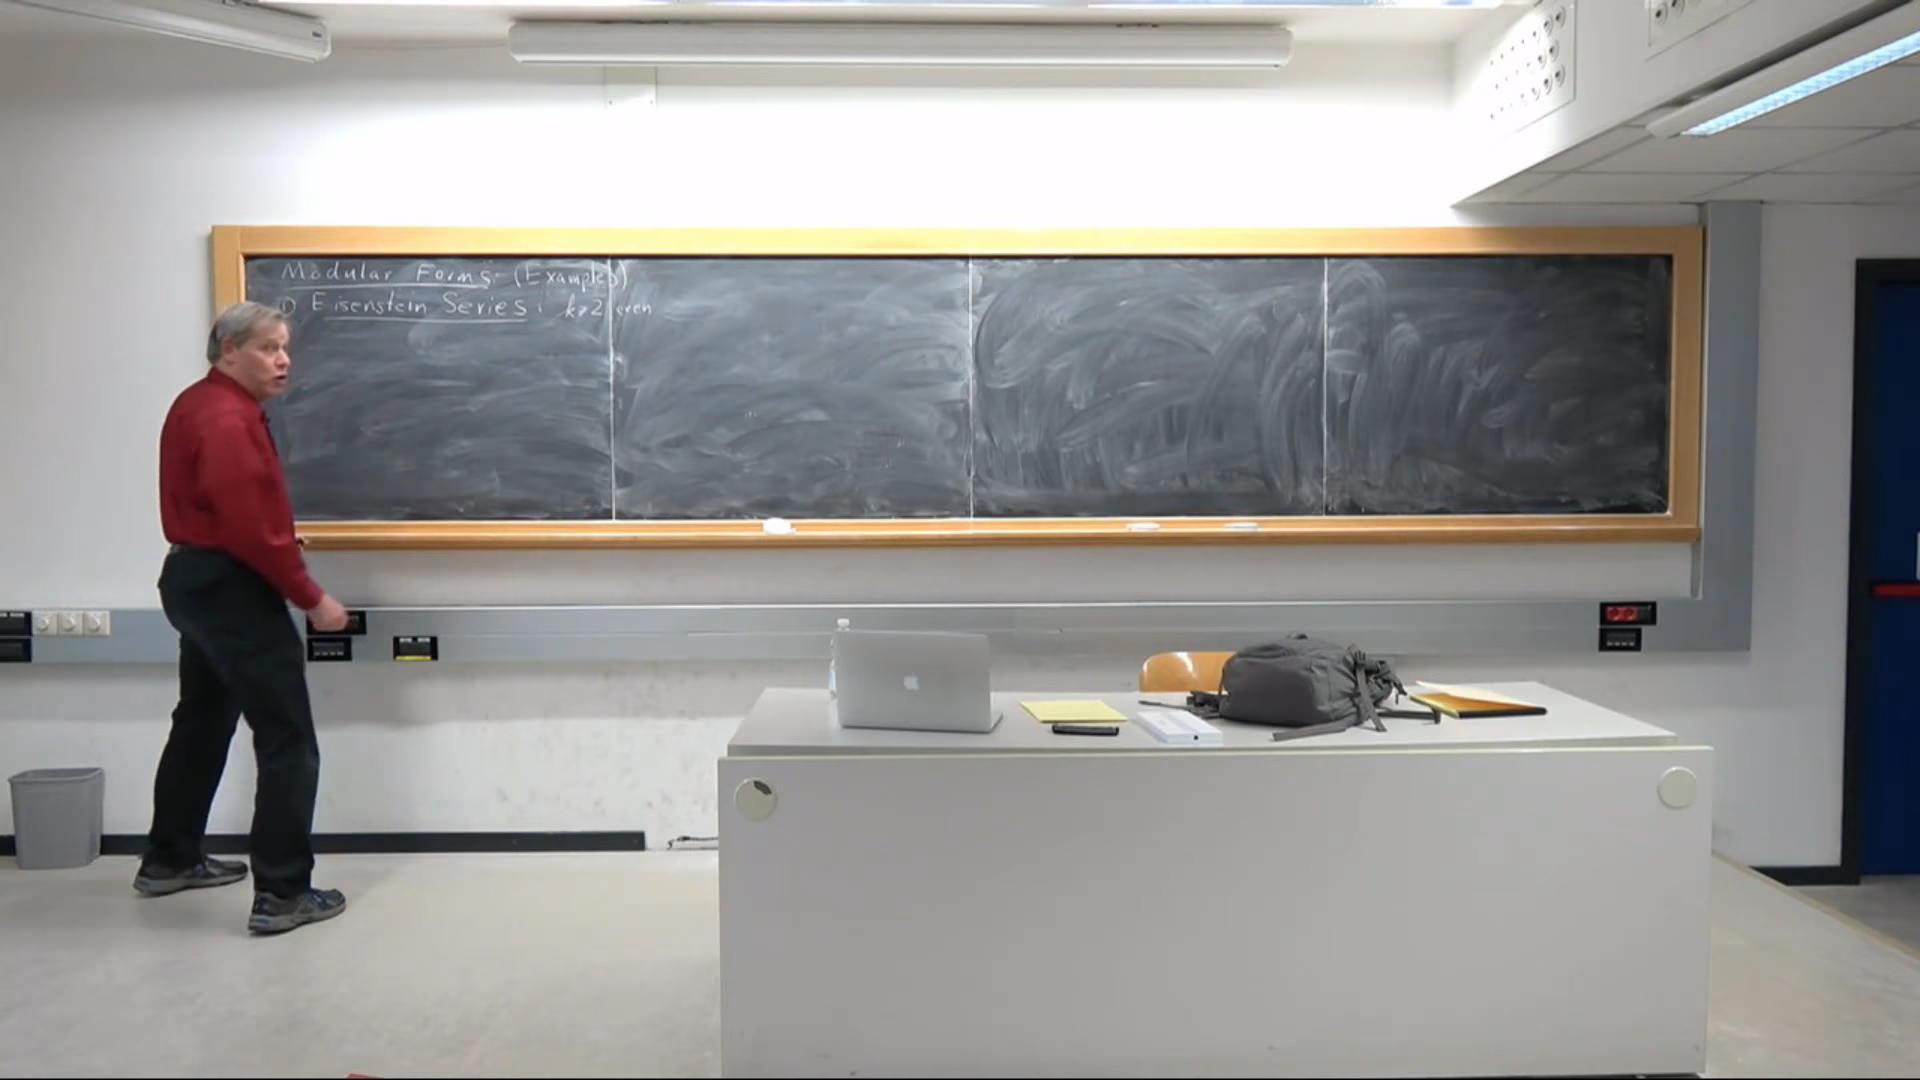 Modular Forms: (Examples)
① Eisenstein Series: k>2 even